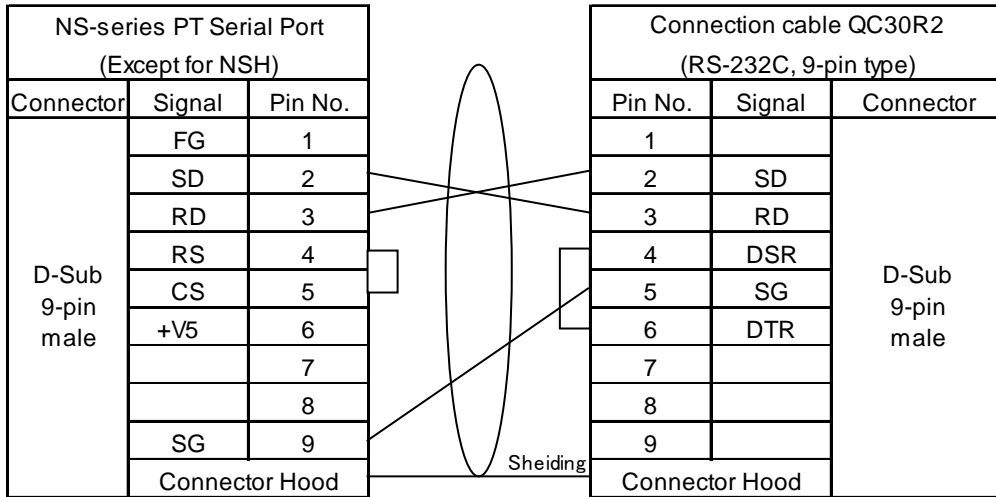 NS-series PT Serial Port
(Except for NSH)
Connector Signal Pin No.
FG 1
SD 2
RD 3
RS 4
CS 5
+V5 6
7
8
SG 9
D-Sub
9-pin
male
Connector Hood
Sheiding
Connection cable QC30R2
(RS-232C, 9-pin type)
Pin No. Signal Connector
1
2 SD
3 RD
4 DSR
5 SG
6 DTR
7
8
9
D-Sub
9-pin
male
Connector Hood